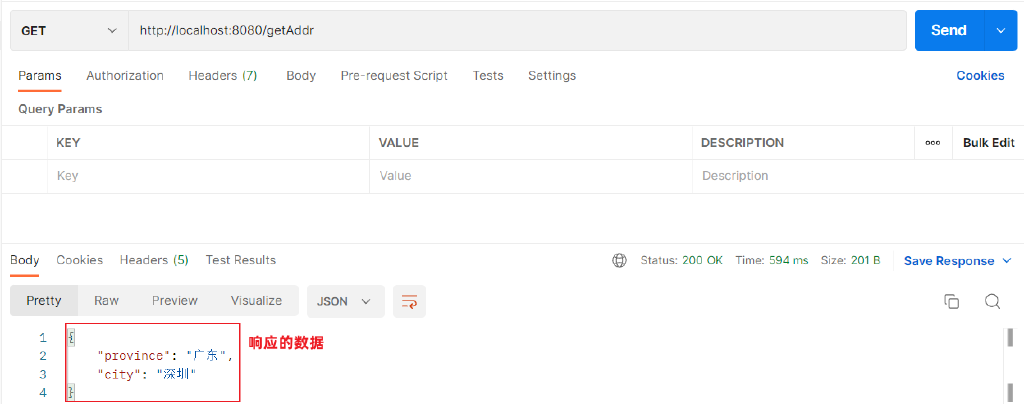 GET http://localhost:8080/getAddr Send
Params Authorization Headers (7) Body Pre-request Script Tests Settings Cookies
Query Params
KEY VALUE DESCRIPTION ooo Bulk Edit
Key Value Description
Body Cookies Headers (5) Test Results Status: 200 OK Time: 594 ms Size: 201 B Save Response
Pretty Raw Preview Visualize JSON
1 { 响应的数据
2 "province": "广东",
3 "city": "深圳"
4 }